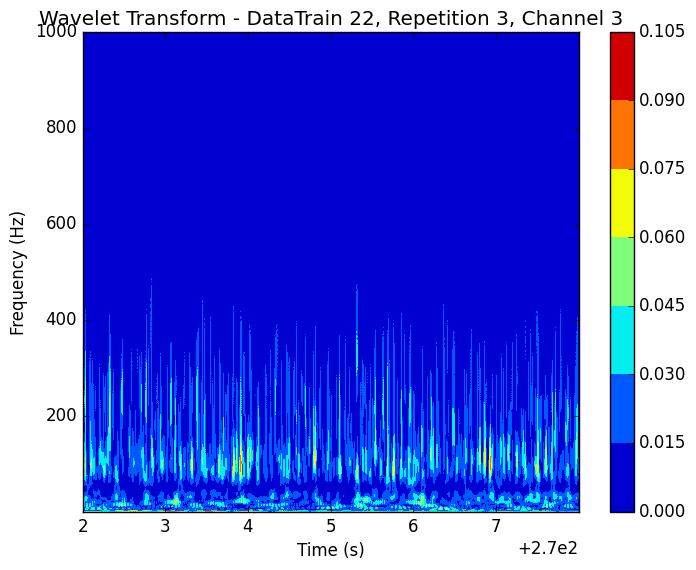 Wavelet Transform - DataTrain 22, Repetition 3, Channel 3
1000
800
600
400
200
Frequency (Hz)
2 3 4 5 6 7
Time (s)
+2.7e2
0.105
0.090
0.075
0.060
0.045
0.030
0.015
0.000